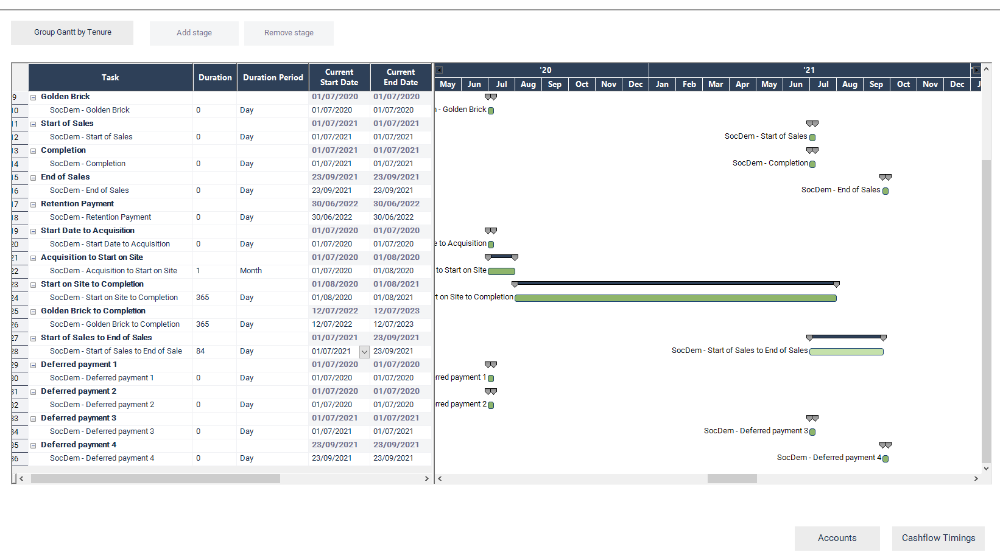 Group Gantt by Tenure Add stage Remove stage
Task Duration Duration Period Current Start Date Current End Date '20 '21
May Jun Jul Aug Sep Oct Nov Dec Jan Feb Mar Apr May Jun Jul Aug Sep Oct Nov Dec
9 Golden Brick 01/07/2020 01/07/2020
10 SocDem - Golden Brick 0 Day 01/07/2020 01/07/2020 - Golden Brick
11 Start of Sales 01/07/2021 01/07/2021
12 SocDem - Start of Sales 0 Day 01/07/2021 01/07/2021 SocDem - Start of Sales
13 Completion 01/07/2021 01/07/2021
14 SocDem - Completion 0 Day 01/07/2021 01/07/2021 SocDem - Completion
15 End of Sales 23/09/2021 23/09/2021
16 SocDem - End of Sales 0 Day 23/09/2021 23/09/2021 SocDem - End of Sales
17 Retention Payment 30/06/2022 30/06/2022
18 SocDem - Retention Payment 0 Day 30/06/2022 30/06/2022
19 Start Date to Acquisition 01/07/2020 01/07/2020
20 SocDem - Start Date to Acquisition 0 Day 01/07/2020 01/07/2020 e to Acquisition
21 Acquisition to Start on Site 01/07/2020 01/08/2020
22 SocDem - Acquisition to Start on Site 1 Month 01/07/2020 01/08/2020 to Start on Site
23 Start on Site to Completion 01/08/2020 01/08/2021
24 SocDem - Start on Site to Completion 365 Day 01/08/2020 01/08/2021 t on Site to Completion
25 Golden Brick to Completion 12/07/2022 12/07/2023
26 SocDem - Golden Brick to Completion 365 Day 12/07/2022 12/07/2023
27 Start of Sales to End of Sales 01/07/2021 23/09/2021
28 SocDem - Start of Sales to End of Sale 84 Day 01/07/2021 23/09/2021 SocDem - Start of Sales to End of Sales
29 Deferred payment 1 01/07/2020 01/07/2020
30 SocDem - Deferred payment 1 0 Day 01/07/2020 01/07/2020 rred payment 1
31 Deferred payment 2 01/07/2020 01/07/2020
32 SocDem - Deferred payment 2 0 Day 01/07/2020 01/07/2020 rred payment 2
33 Deferred payment 3 01/07/2021 01/07/2021
34 SocDem - Deferred payment 3 0 Day 01/07/2021 01/07/2021 SocDem - Deferred payment 3
35 Deferred payment 4 23/09/2021 23/09/2021
36 SocDem - Deferred payment 4 0 Day 23/09/2021 23/09/2021 SocDem - Deferred payment 4
Accounts Cashflow Timings